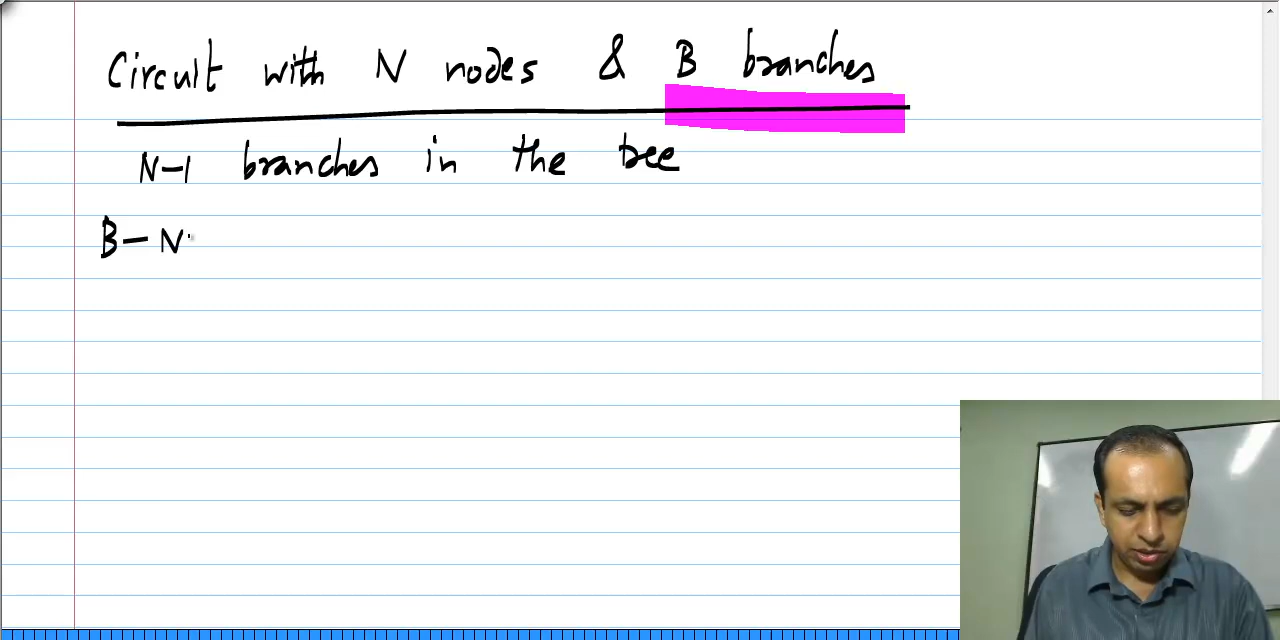 Circuit with N nodes & B branches
N-1 branches in the tree
B-N